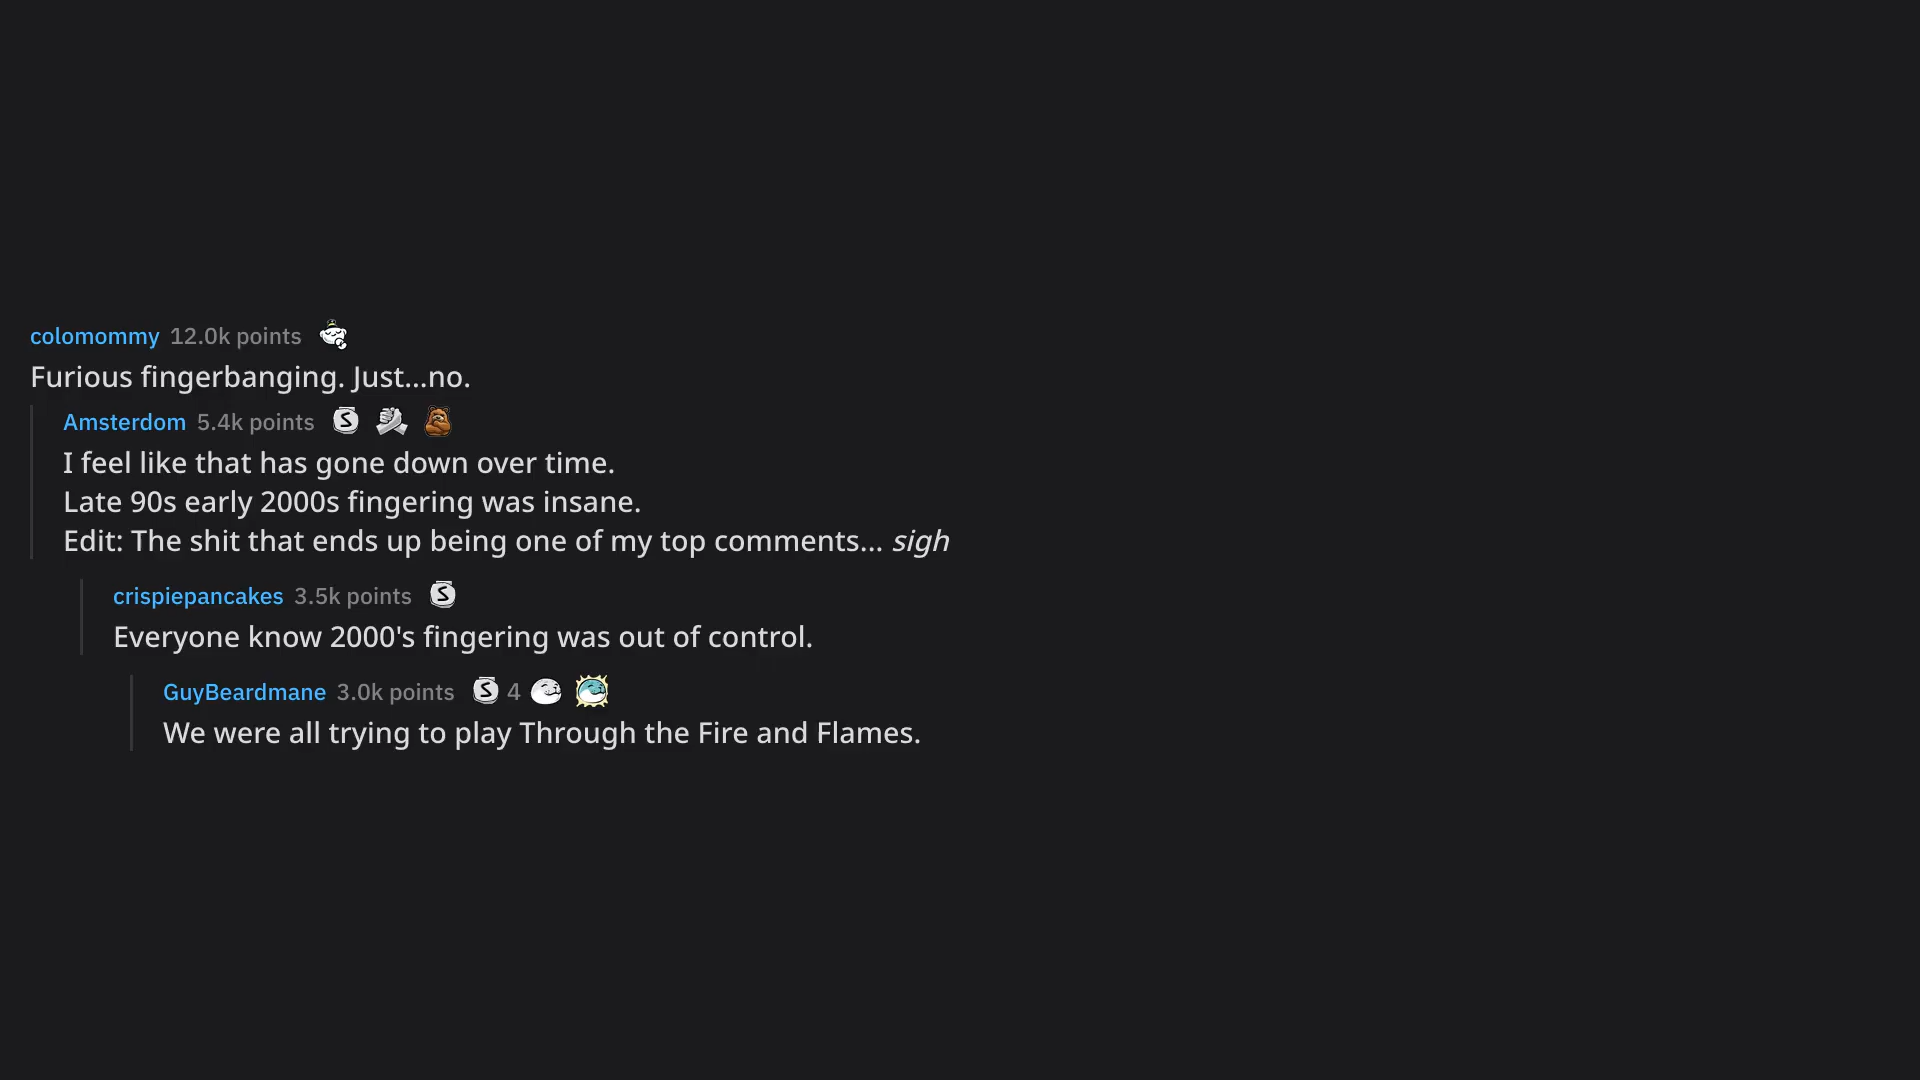 colomommy 12.0k points
Furious fingerbanging. Just...no.
Amsterdom 5.4k points
I feel like that has gone down over time.
Late 90s early 2000s fingering was insane.
Edit: The shit that ends up being one of my top comments... sigh
crispiepancakes 3.5k points
Everyone know 2000's fingering was out of control.
GuyBeardmane 3.0k points 4
We were all trying to play Through the Fire and Flames.